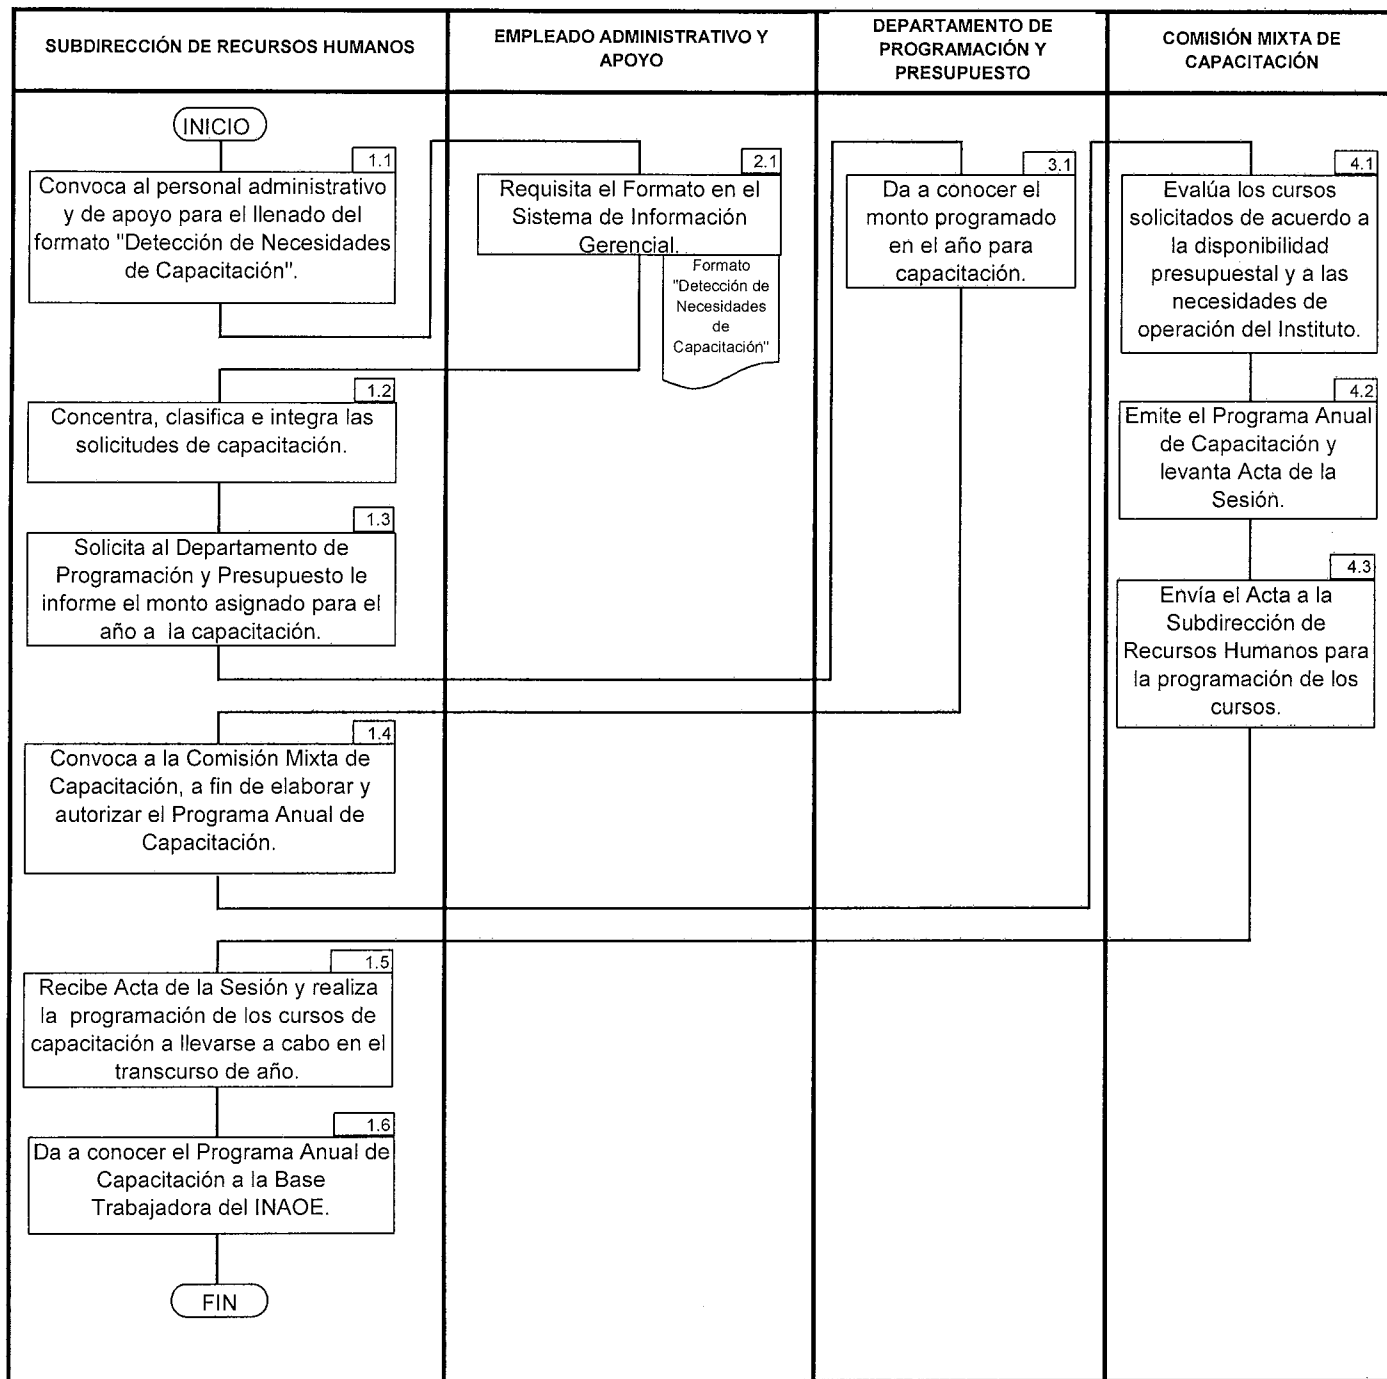 SUBDIRECCIÓN DE RECURSOS HUMANOS
EMPLEADO ADMINISTRATIVO Y
APOYO
DEPARTAMENTO DE
PROGRAMACIÓN Y
PRESUPUESTO
COMISIÓN MIXTA DE
CAPACITACIÓN
INICIO
1.1
Convoca al personal administrativo
y de apoyo para el llenado del
formato "Detección de Necesidades
de Capacitación".
2.1
Requisita el Formato en el
Sistema de Información
Gerencial.
Formato
"Detección de
Necesidades
de
Capacitación"
1.2
Concentra, clasifica e integra las
solicitudes de capacitación.
1.3
Solicita al Departamento de
Programación y Presupuesto le
informe el monto asignado para el
año a la capacitación.
3.1
Da a conocer el
monto programado
en el año para
capacitación.
1.4
Convoca a la Comisión Mixta de
Capacitación, a fin de elaborar y
autorizar el Programa Anual de
Capacitación.
4.1
Evalúa los cursos
solicitados de acuerdo a
la disponibilidad
presupuestal y a las
necesidades de
operación del Instituto.
4.2
Emite el Programa Anual
de Capacitación y
levanta Acta de la
Sesión.
4.3
Envía el Acta a la
Subdirección de
Recursos Humanos para
la programación de los
cursos.
1.5
Recibe Acta de la Sesión y realiza
la programación de los cursos de
capacitación a llevarse a cabo en el
transcurso de año.
1.6
Da a conocer el Programa Anual de
Capacitación a la Base
Trabajadora del INAOE.
FIN